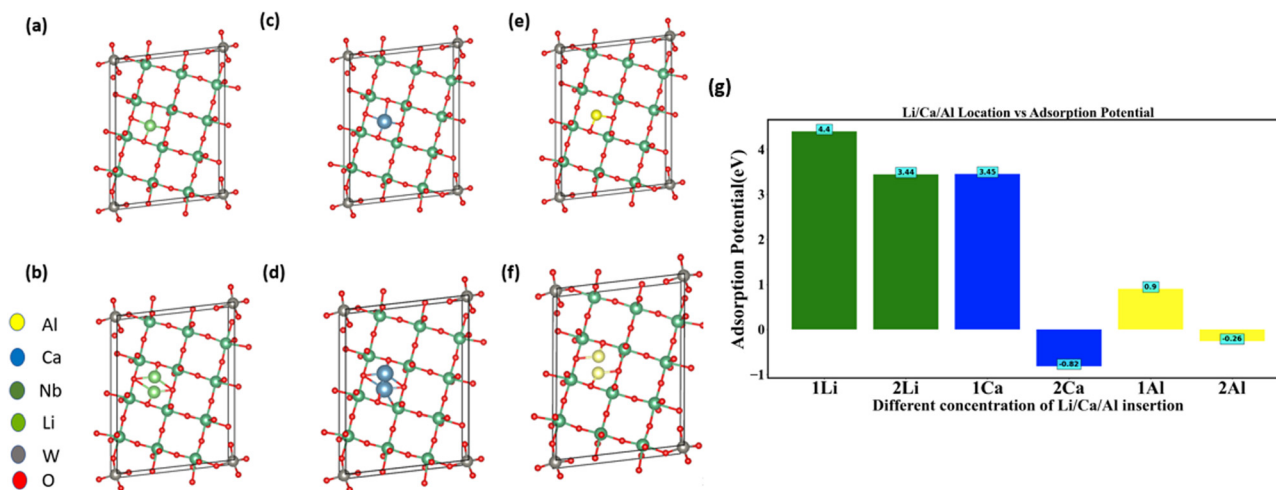 (a)
(c)
(e)
(b)
(d)
(f)
Al
Ca
Nb
Li
W
O
(g)
Li/Ca/Al Location vs Adsorption Potential
Adsorption Potential(eV)
4
3
2
1
0
−1
4.4
3.44
3.45
-0.82
0.9
-0.26
1Li 2Li 1Ca 2Ca 1Al 2Al
Different concentration of Li/Ca/Al insertion